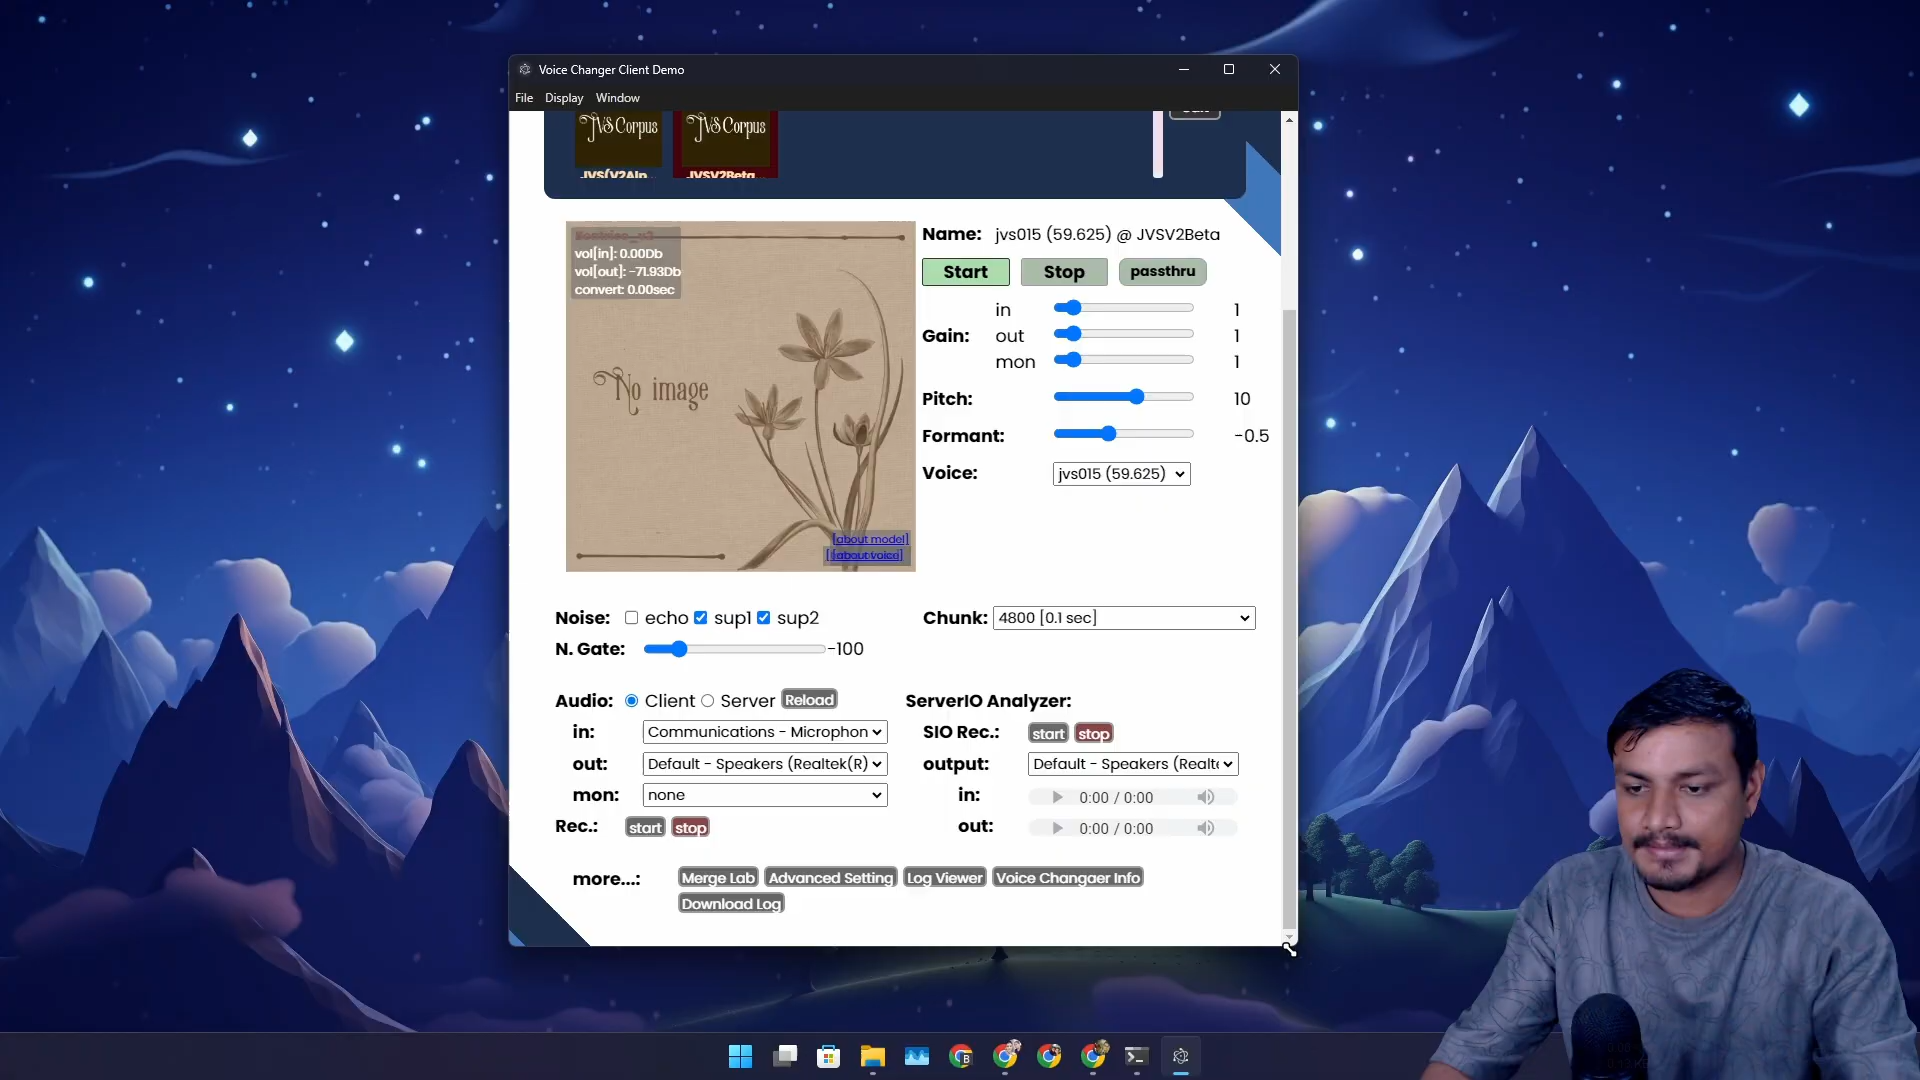 Voice Changer Client Demo
File Display Window
JVS Corpus JVS Corpus
JVS(V2Alp... JVSV2Beta...
vol[in]: 0.00Db
vol[out]: -71.93Db
convert: 0.00sec
No image
[about model]
Name: jvs015 (59.625) @ JVSV2Beta
Start Stop passthru
in 1
Gain: out 1
mon 1
Pitch: 10
Formant: -0.5
Voice: jvs015 (59.625)
Noise: echo sup1 sup2
Chunk: 4800 [0.1 sec]
N. Gate: -100
Audio: Client Server Reload
in: Communications - Microphon
out: Default - Speakers (Realtek(R)
mon: none
Rec.: start stop
ServerIO Analyzer:
SIO Rec.: start stop
output: Default - Speakers (Realte
in: 0:00 / 0:00
out: 0:00 / 0:00
more...: Merge Lab Advanced Setting Log Viewer Voice Changaer Info
Download Log